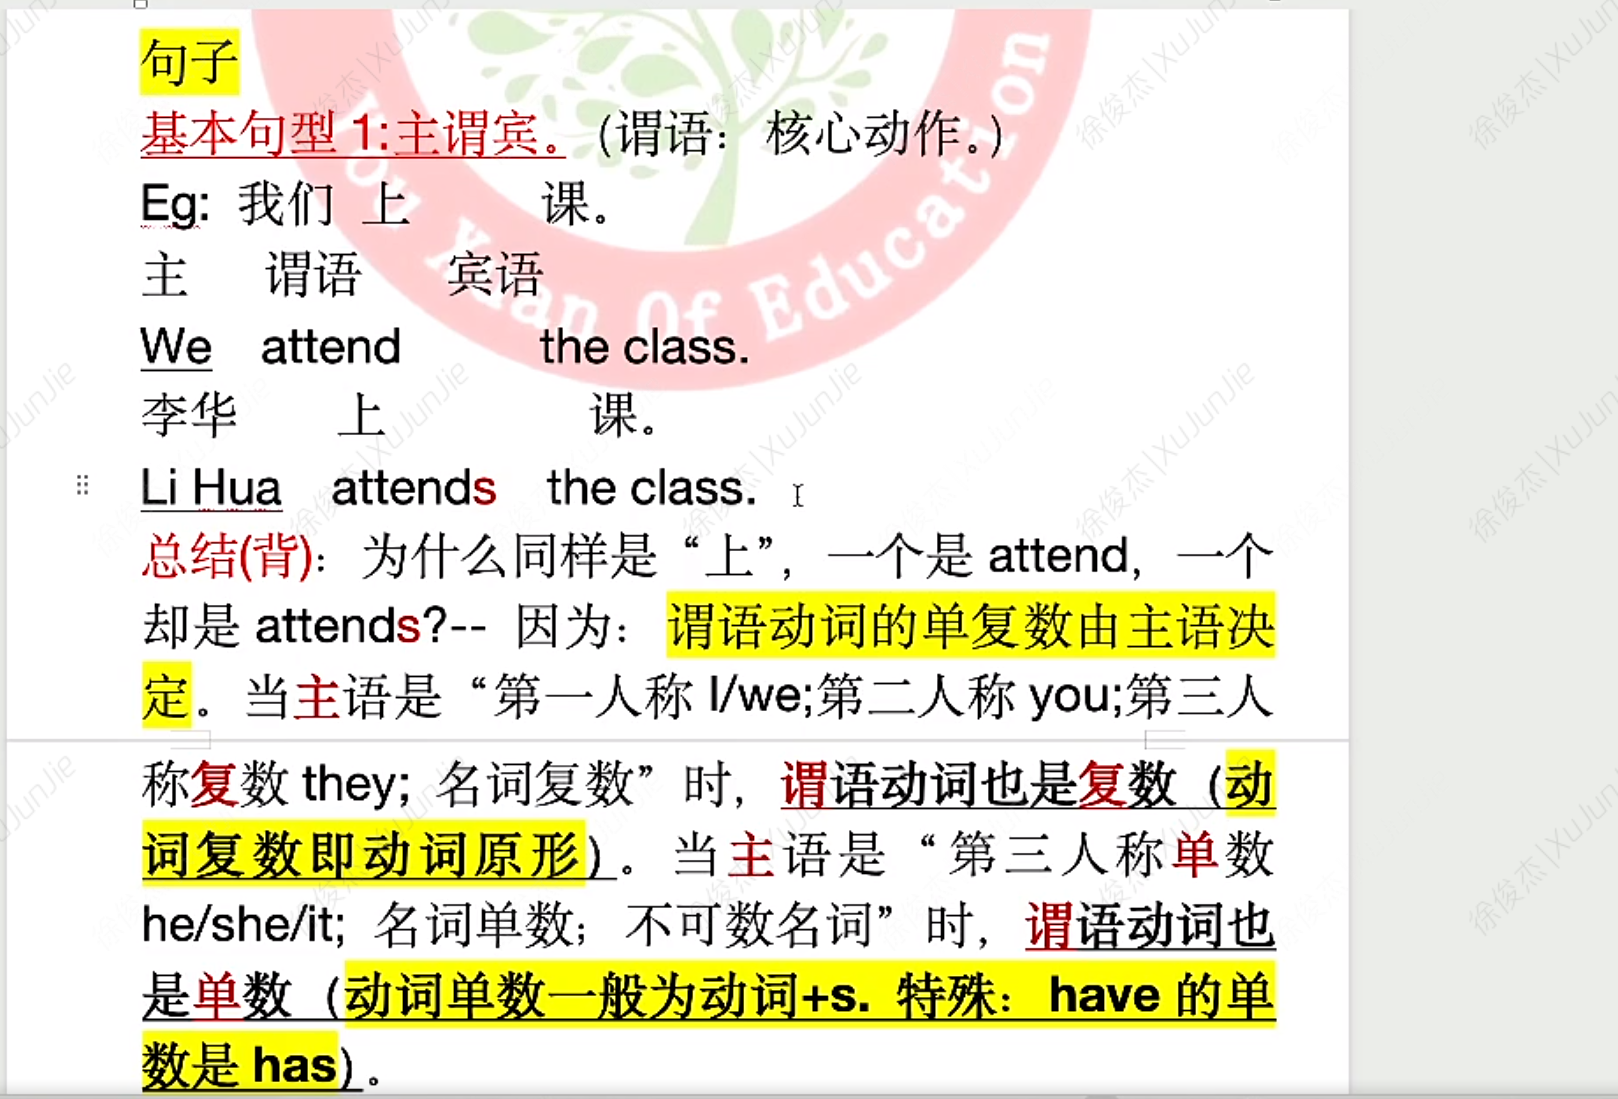 句子
基本句型 1:主谓宾。（谓语：核心动作。）
Eg: 我们 上 课。
主 谓语 宾语
We attend the class.
李华 上 课。
Li Hua attends the class.
总结(背)：为什么同样是“上”，一个是 attend，一个
却是 attends?-- 因为：谓语动词的单复数由主语决
定。当主语是“第一人称 I/we;第二人称 you;第三人
称复数 they; 名词复数”时，谓语动词也是复数（动
词复数即动词原形）。当主语是“第三人称单数
he/she/it; 名词单数；不可数名词”时，谓语动词也
是单数（动词单数一般为动词+s. 特殊：have 的单
数是 has）。
You Yuan Of Education
徐俊杰|XuJunJie